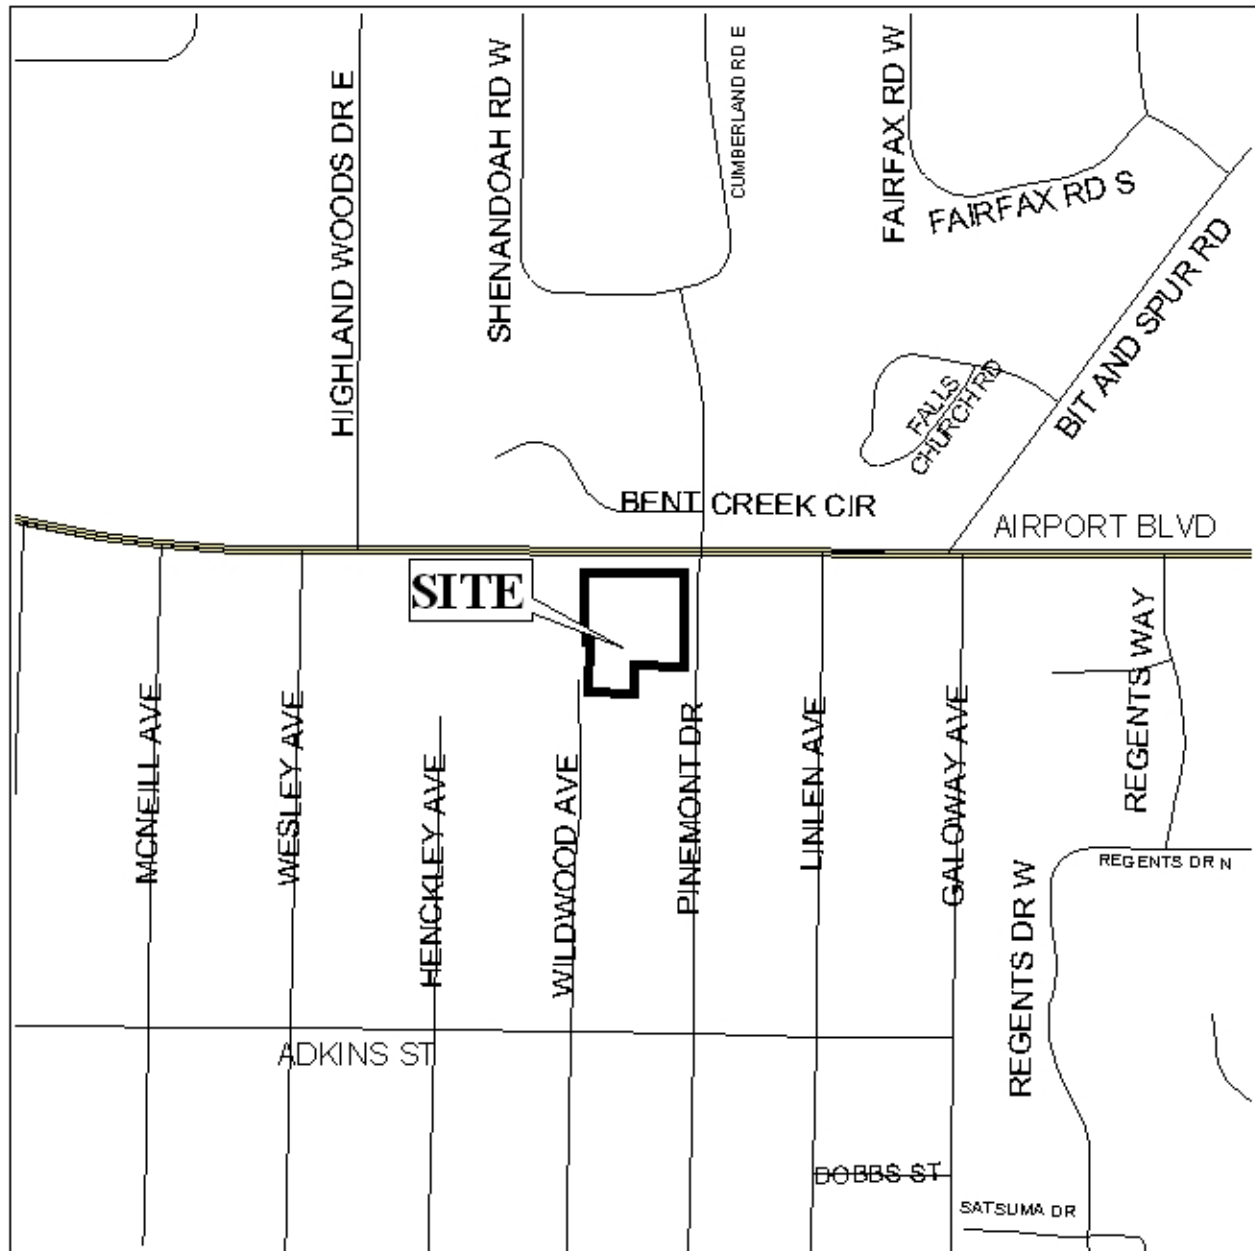 HIGHLAND WOODS DR E
SHENANDOAH RD W
CUMBERLAND RD E
FAIRFAX RD W
FAIRFAX RD S
BIT AND SPUR RD
FALLS
CHURCH RD
BENT CREEK CIR
AIRPORT BLVD
SITE
MCNEILL AVE
WESLEY AVE
HENCKLEY AVE
WILDWOOD AVE
PINEMONT DR
LINLEN AVE
GALOWAY AVE
REGENTS WAY
REGENTS DR N
REGENTS DR W
ADKINS ST
DOBBS ST
SATSUMA DR